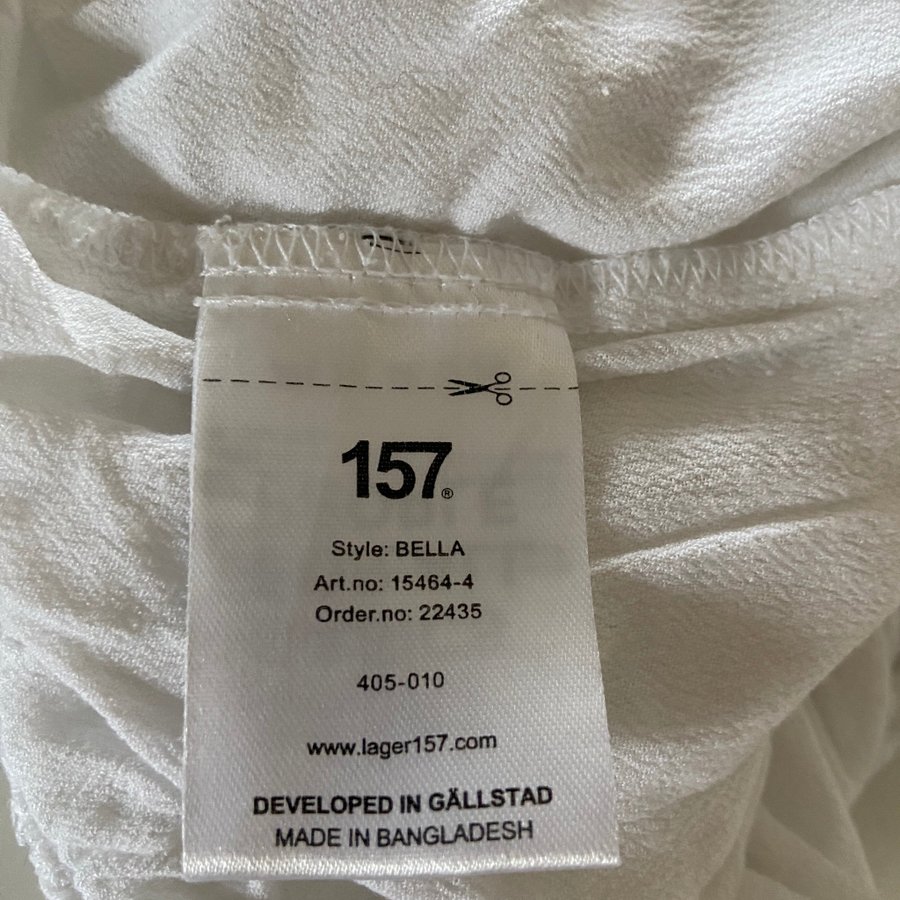 157®
Style: BELLA
Art.no: 15464-4
Order.no: 22435
405-010
www.lager157.com
DEVELOPED IN GÄLLSTAD
MADE IN BANGLADESH